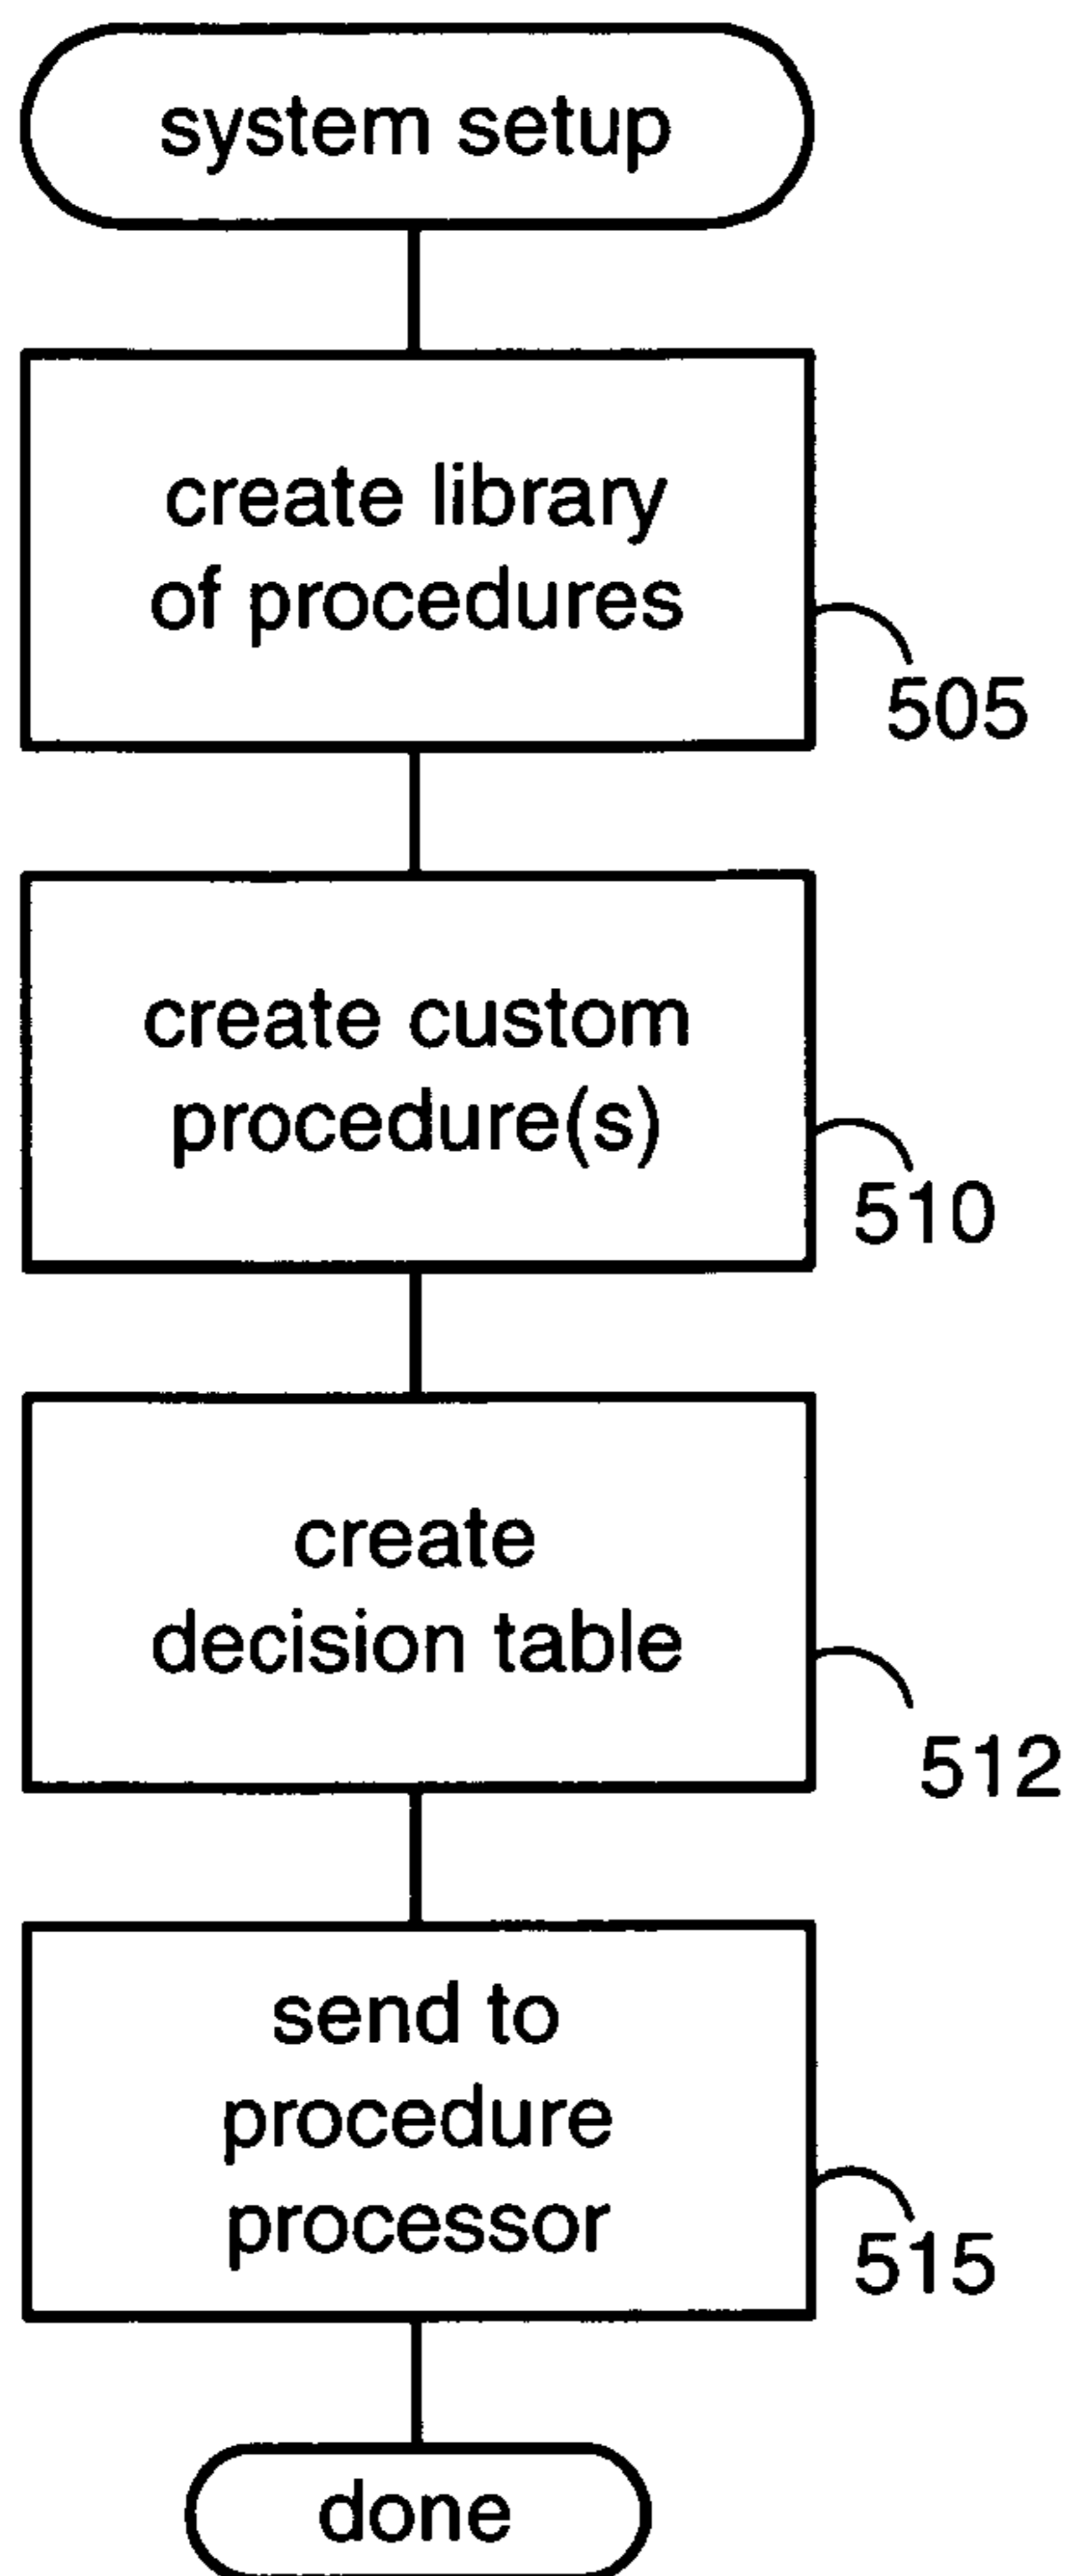 system setup
create library
of procedures
505
create custom
procedure(s)
510
create
decision table
512
send to
procedure
processor
515
done